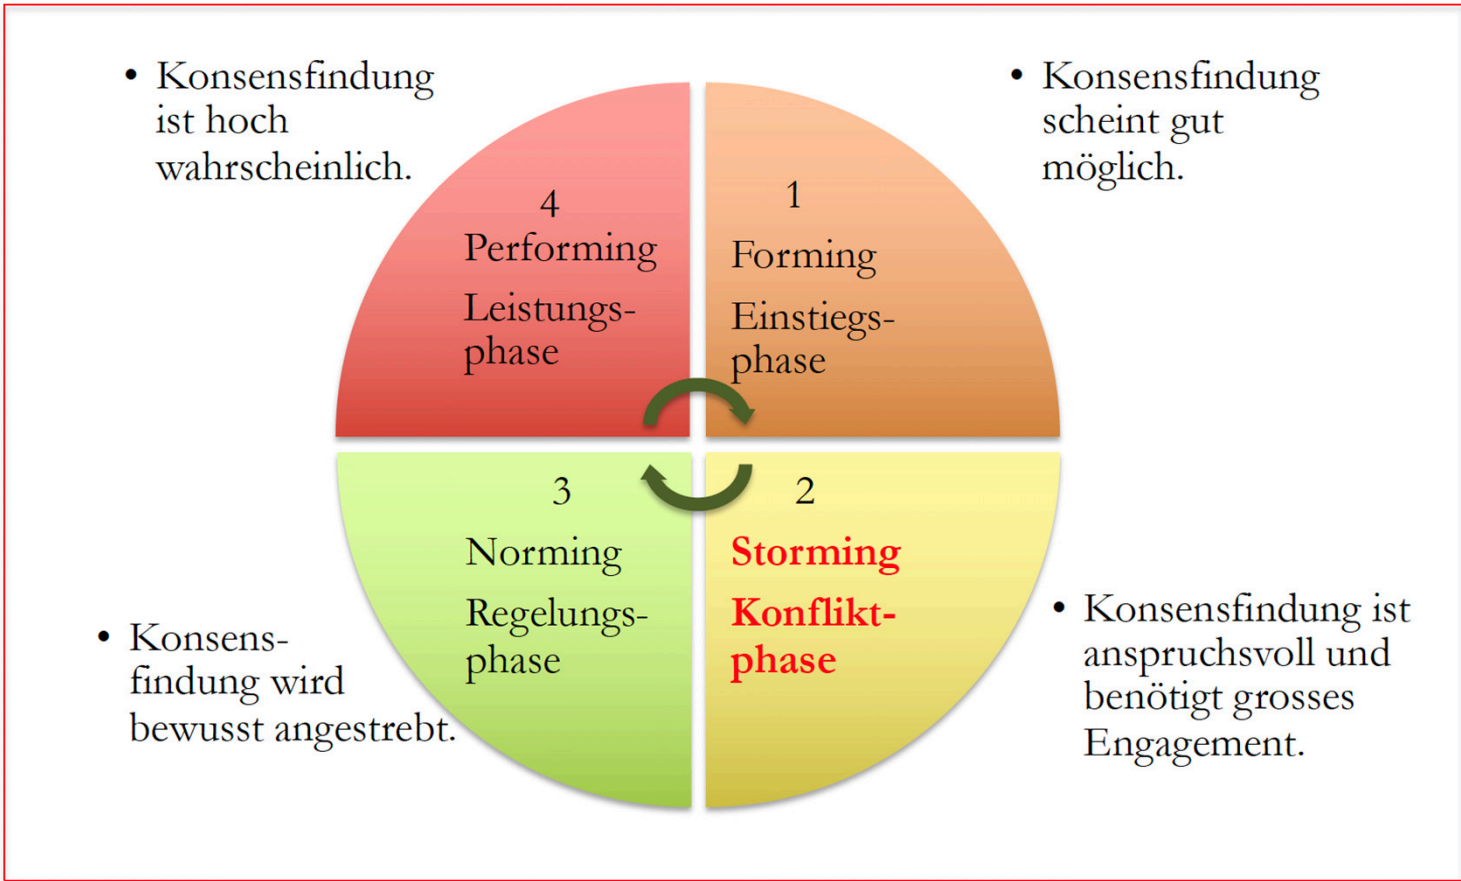 • Konsensfindung
ist hoch
wahrscheinlich.
4
Performing
Leistungs-
phase
1
Forming
Einstiegs-
phase
• Konsensfindung
scheint gut
möglich.
3
Norming
Regelungs-
phase
• Konsens-
findung wird
bewusst angestrebt.
2
Storming
Konflikt-
phase
• Konsensfindung ist
anspruchsvoll und
benötigt grosses
Engagement.